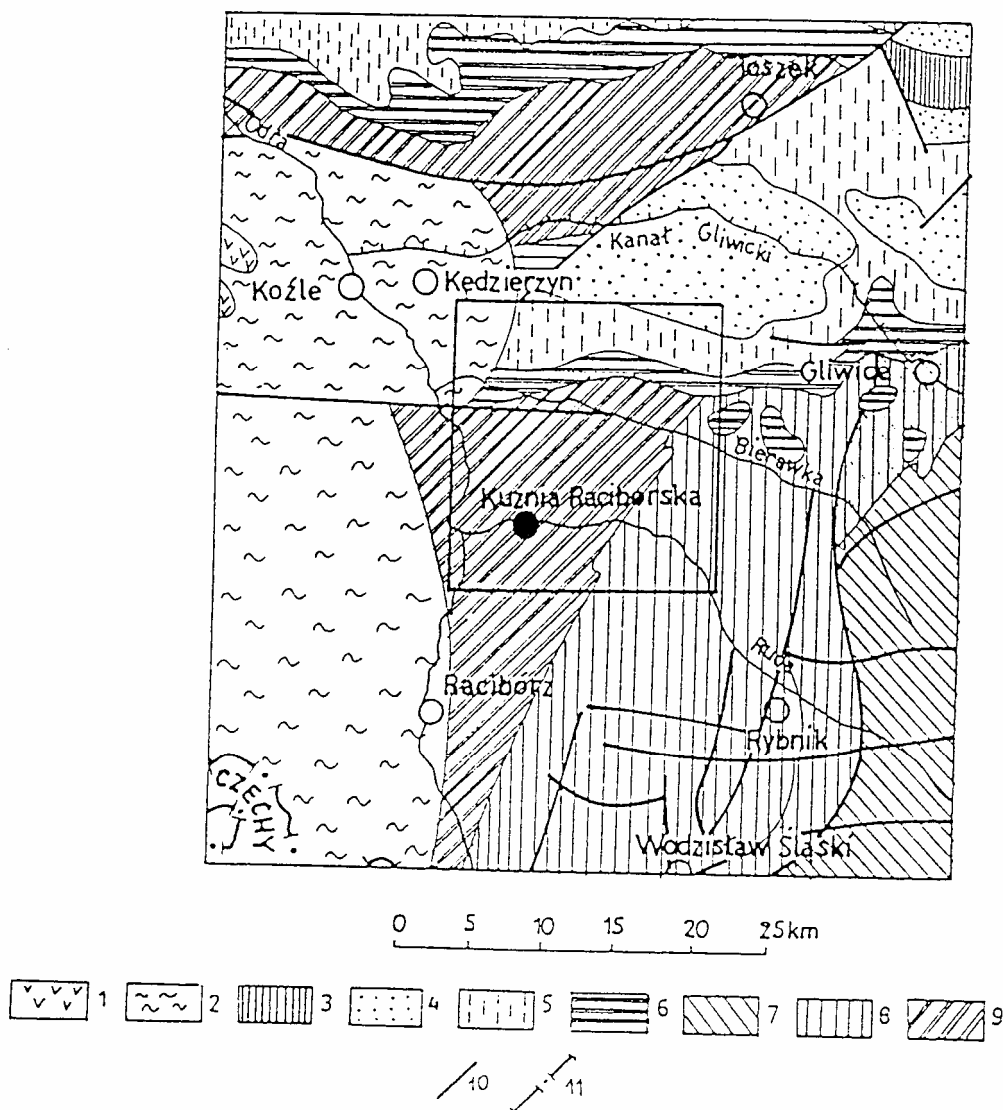 Toszek
Odra
Kanał Gliwicki
Koźle
Kędzierzyn
Gliwice
Bierawka
Kuźnia Raciborska
Ruda
Racibórz
Rybnik
CZECHY
Wodzisław Śląski
0 5 10 15 20 25km
1 2 3 4 5 6 7 8 9
10 11